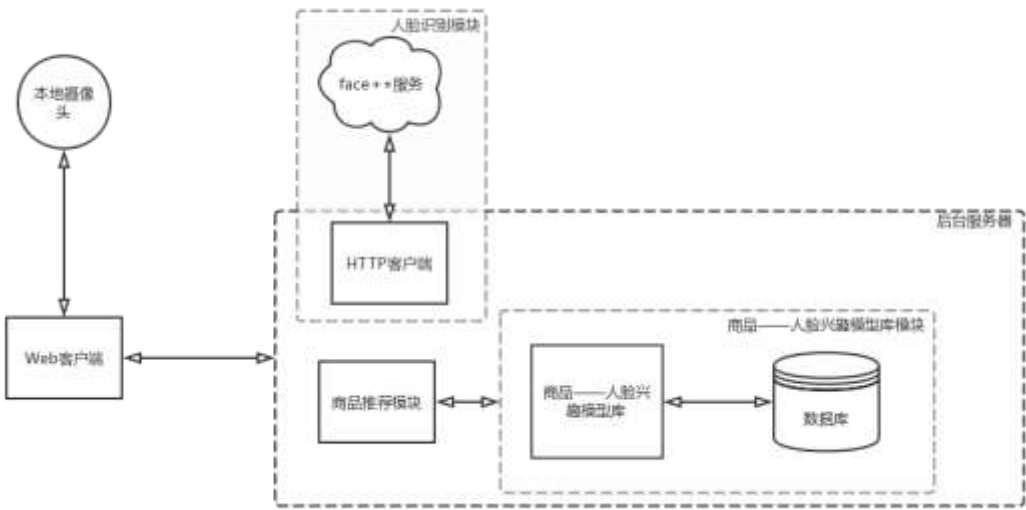 人脸识别模块
face++服务
本地摄像
头
后台服务器
HTTP客户端
商品——人脸兴趣模型库模块
Web客户端
商品推荐模块
商品——人脸兴
趣模型库
数据库